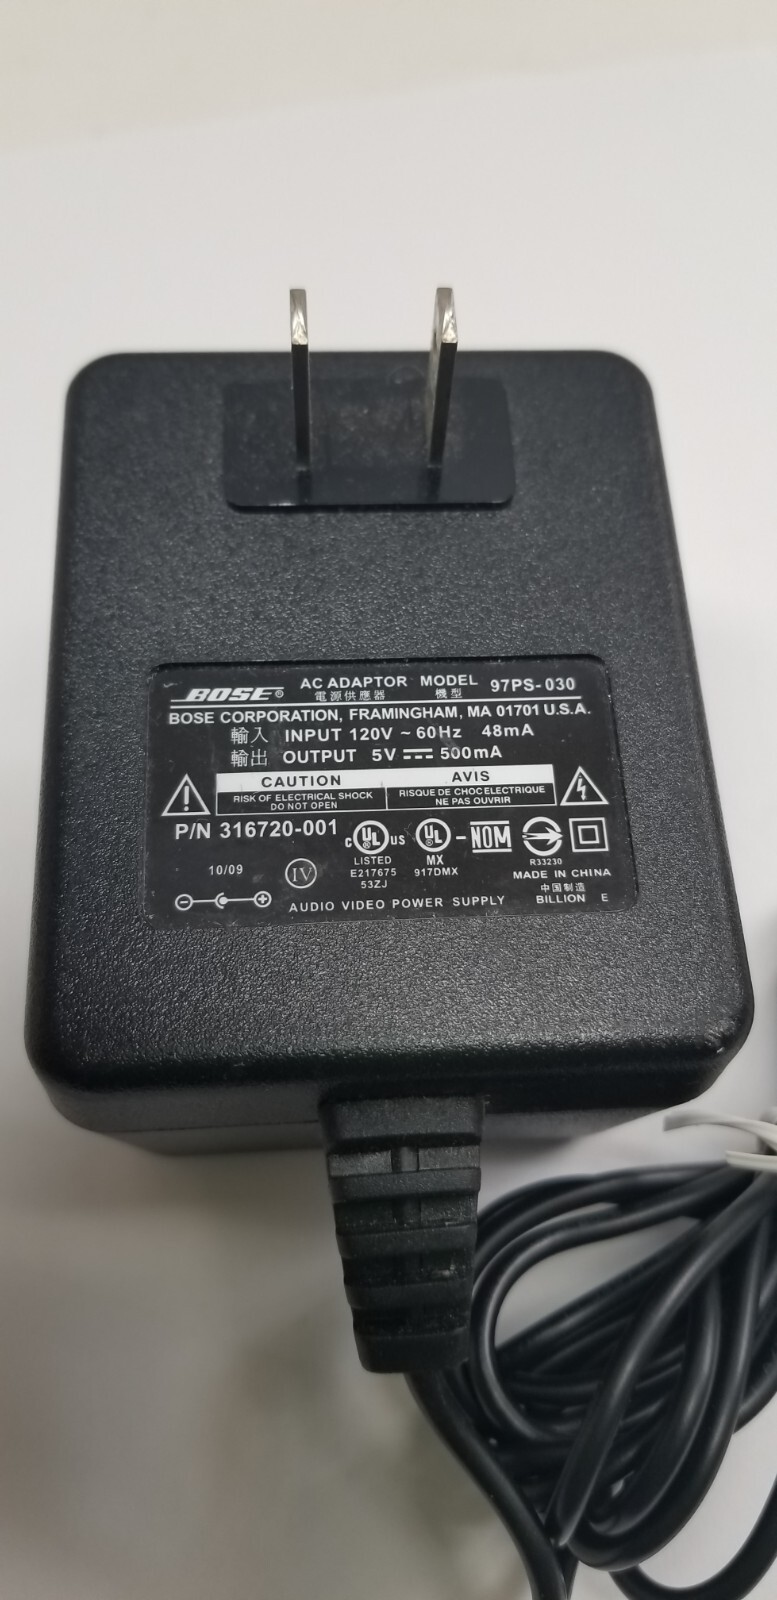 BOSE® AC ADAPTOR MODEL 97PS-030
電源供應器 機型
BOSE CORPORATION, FRAMINGHAM, MA 01701 U.S.A.
輸入 INPUT 120V ~ 60Hz 48mA
輸出 OUTPUT 5V ⎓ 500mA
CAUTION AVIS
RISK OF ELECTRICAL SHOCK RISQUE DE CHOC ELECTRIQUE
DO NOT OPEN NE PAS OUVRIR
P/N 316720-001 C UL US UL - NOM
LISTED MX R33230
E217675 917DMX MADE IN CHINA
53ZJ 中国制造
10/09 IV BILLION E
AUDIO VIDEO POWER SUPPLY